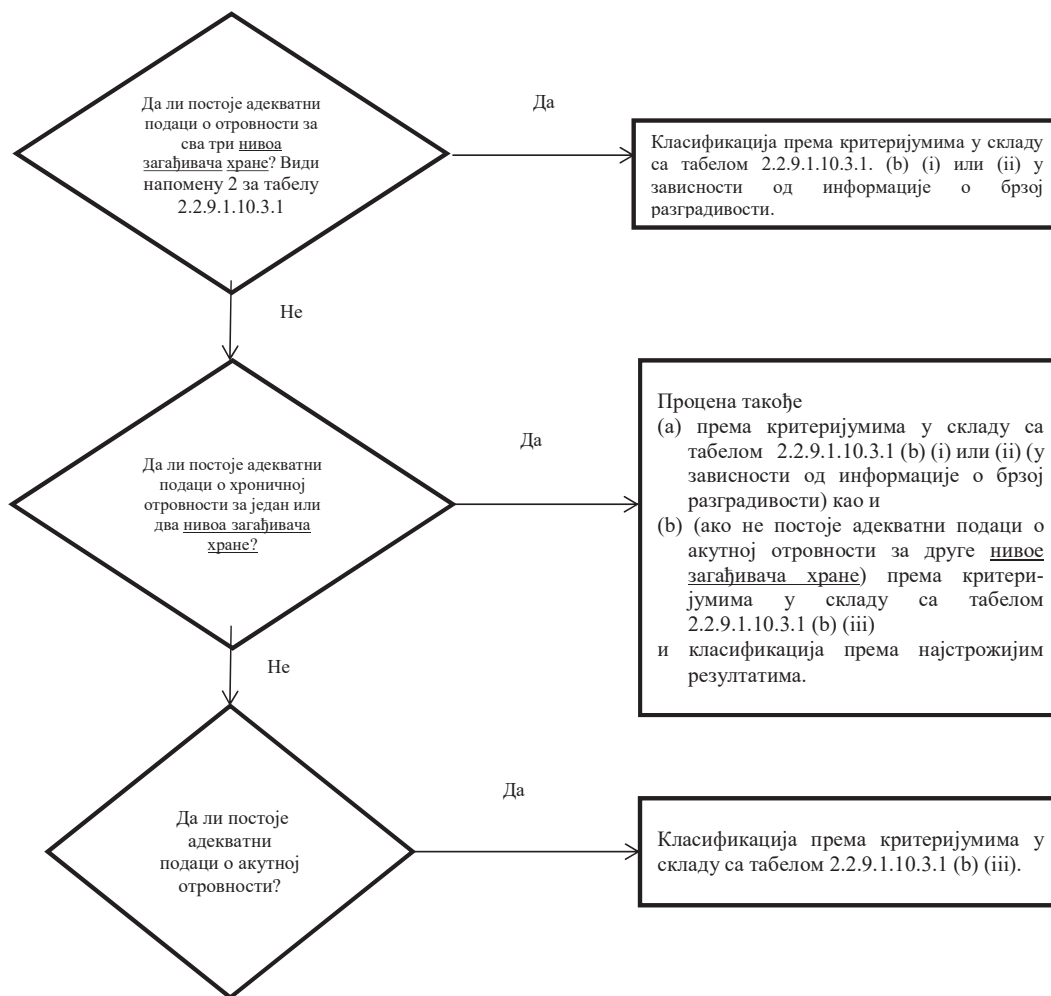 Да ли постоје адекватни
подаци о отровности за
сва три нивоа
загађивача хране? Види
напомену 2 за табелу
2.2.9.1.10.3.1
Да
Класификација према критеријумима у складу
са табелом 2.2.9.1.10.3.1. (b) (i) или (ii) у
зависности од информације о брзој
разградивости.
Не
Да ли постоје адекватни
подаци о хроничној
отровности за један или
два нивоа загађивача
хране?
Да
Процена такође
(a) према критеријумима у складу са
табелом 2.2.9.1.10.3.1 (b) (i) или (ii) (у
зависности од информације о брзој
разградивости) као и
(b) (ако не постоје адекватни подаци о
акутној отровности за друге нивое
загађивача хране) према критери-
јумима у складу са табелом
2.2.9.1.10.3.1 (b) (iii)
и класификација према најстрожијим
резултатима.
Не
Да ли постоје
адекватни
подаци о акутној
отровности?
Да
Класификација према критеријумима у
складу са табелом 2.2.9.1.10.3.1 (b) (iii).